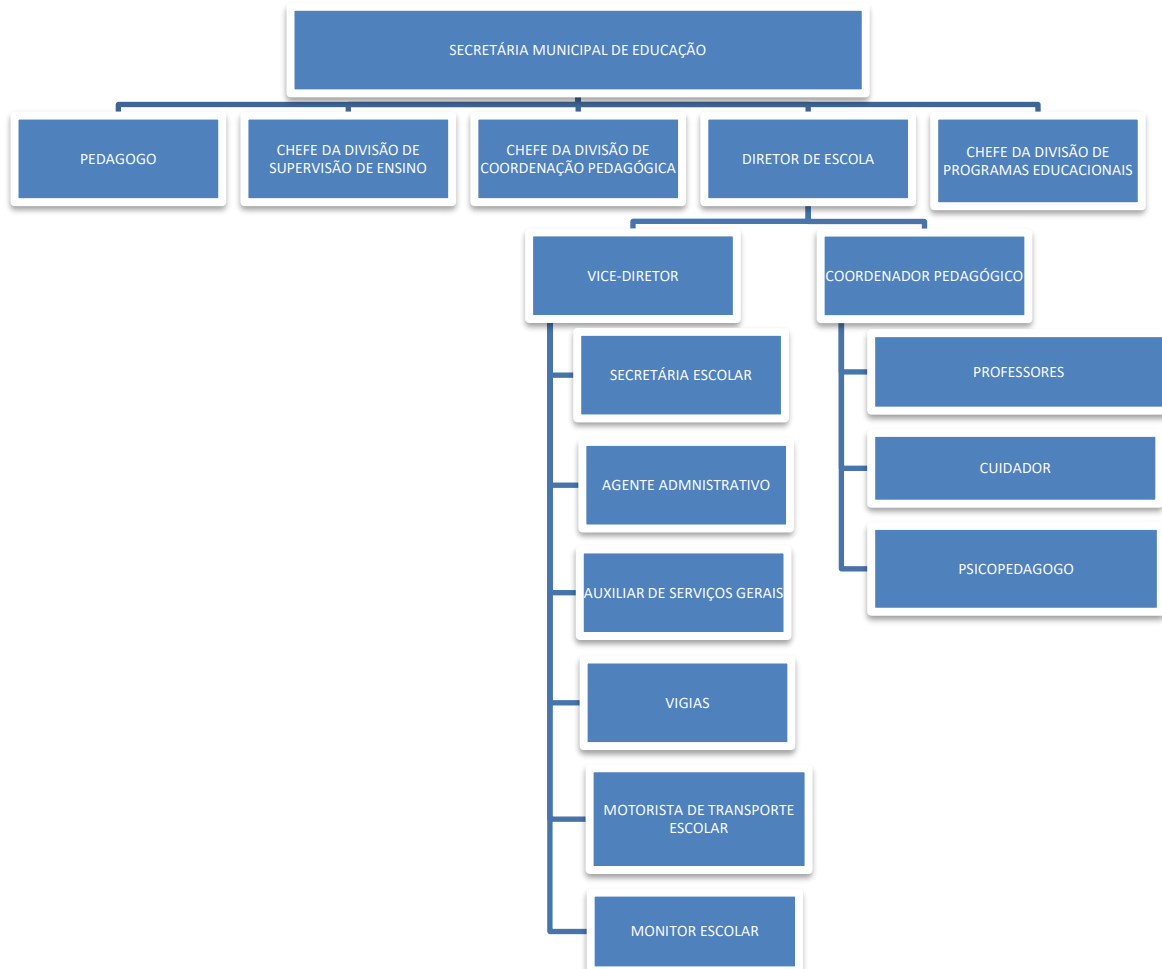 SECRETÁRIA MUNICIPAL DE EDUCAÇÃO
PEDAGOGO
CHEFE DA DIVISÃO DE
SUPERVISÃO DE ENSINO
CHEFE DA DIVISÃO DE
COORDENAÇÃO PEDAGÓGICA
DIRETOR DE ESCOLA
CHEFE DA DIVISÃO DE
PROGRAMAS EDUCACIONAIS
VICE-DIRETOR
COORDENADOR PEDAGÓGICO
SECRETÁRIA ESCOLAR
AGENTE ADMNISTRATIVO
AUXILIAR DE SERVIÇOS GERAIS
VIGIAS
MOTORISTA DE TRANSPORTE
ESCOLAR
MONITOR ESCOLAR
PROFESSORES
CUIDADOR
PSICOPEDAGOGO